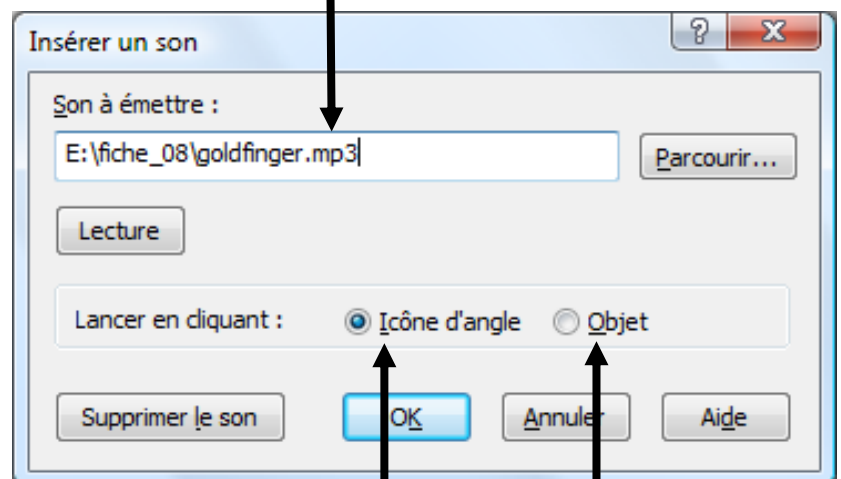 Insérer un son
Son à émettre :
E:\fiche_08\goldfinger.mp3
Parcourir...
Lecture
Lancer en cliquant : Icône d'angle Objet
Supprimer le son OK Annuler Aide